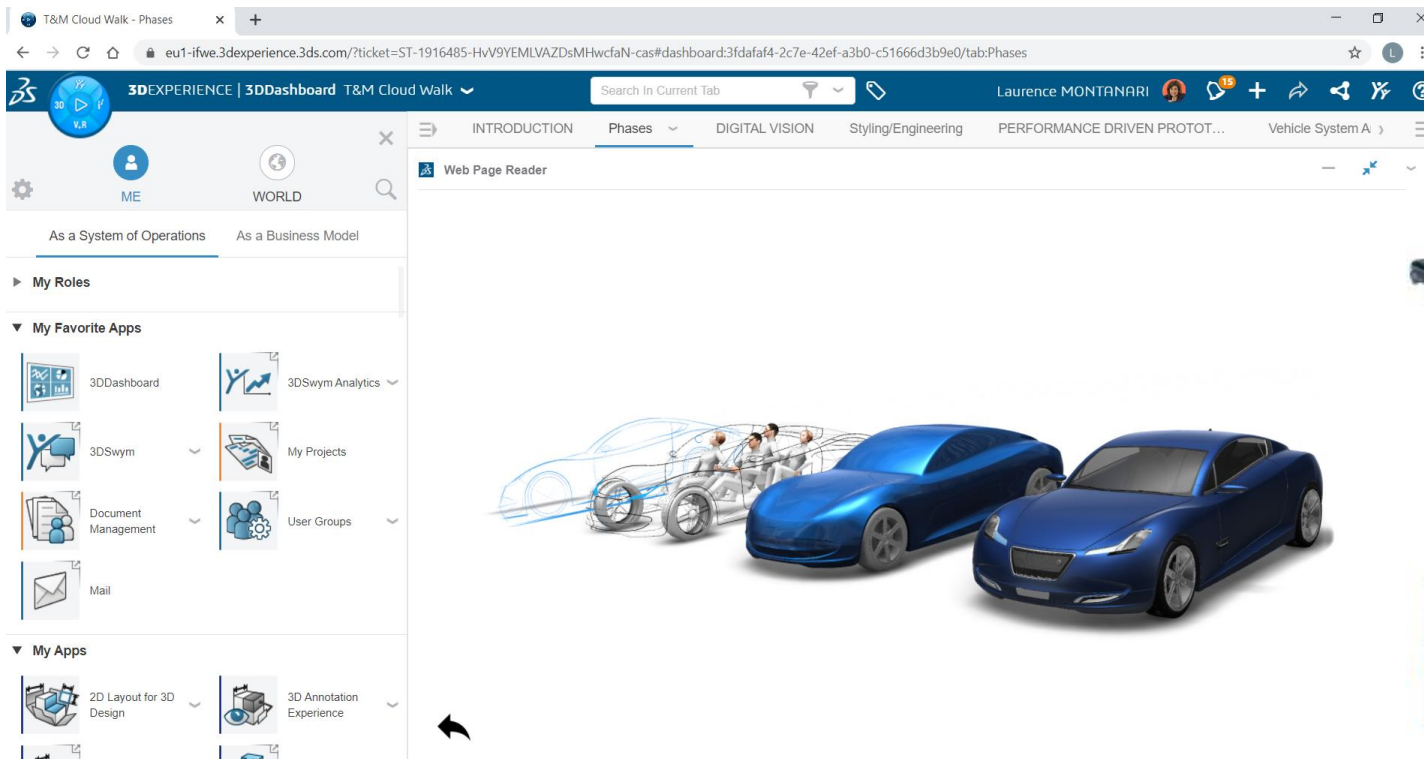 T&M Cloud Walk - Phases
eu1-ifwe.3dexperience.3ds.com/?ticket=ST-1916485-HvV9YEMLVAZDsMHwcfaN-cas#dashboard:3fdafaf4-2c7e-42ef-a3b0-c51666d3b9e0/tab:Phases
L
3DEXPERIENCE | 3DDashboard T&M Cloud Walk
Search In Current Tab
Laurence MONTANARI
15
3D
V.R
INTRODUCTION
Phases
DIGITAL VISION
Styling/Engineering
PERFORMANCE DRIVEN PROTOT...
Vehicle System A
ME
WORLD
Web Page Reader
As a System of Operations
As a Business Model
My Roles
My Favorite Apps
3DDashboard
3DSwym Analytics
3DSwym
My Projects
Document
Management
User Groups
Mail
My Apps
2D Layout for 3D
Design
3D Annotation
Experience